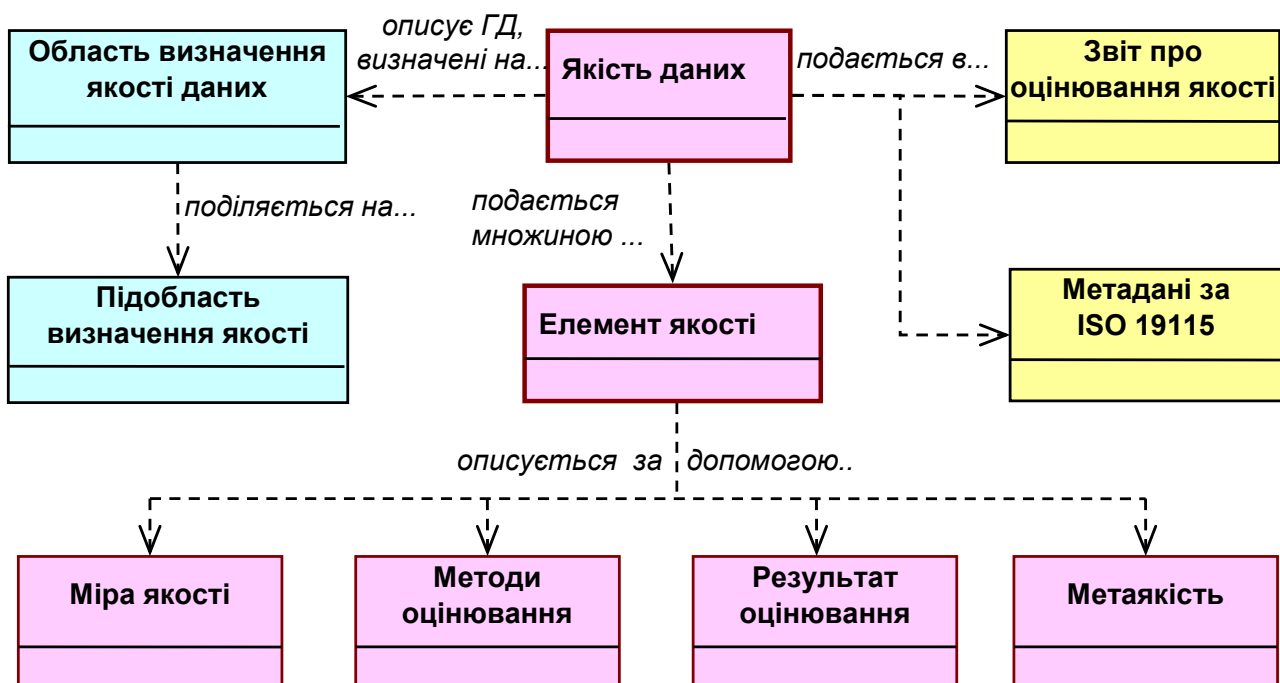 описує ГД,
визначені на...
Область визначення
якості даних
Якість даних
подається в...
Звіт про
оцінювання якості
поділяється на...
подається
множиною ...
Підобласть
визначення якості
Елемент якості
Метадані за
ISO 19115
описується за допомогою..
Міра якості
Методи
оцінювання
Результат
оцінювання
Метаякість